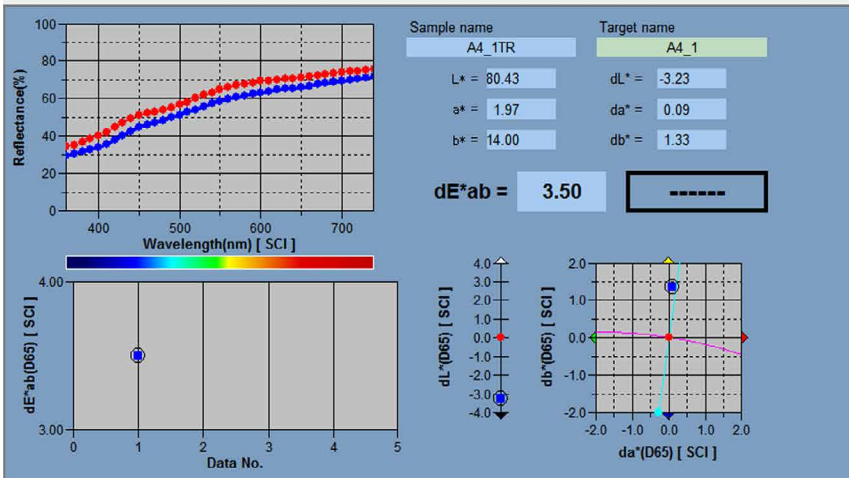 Sample name
Target name
A4_1TR
A4_1
L* = 80.43
dL* = -3.23
a* = 1.97
da* = 0.09
b* = 14.00
db* = 1.33
dE*ab = 3.50
------
Reflectance(%)
100
80
60
40
20
0
400 500 600 700
Wavelength(nm) [ SCI ]
dE*ab(D65) [ SCI ]
4.00
3.00
0 1 2 3 4 5
Data No.
dL*(D65) [ SCI ]
4.0
3.0
2.0
1.0
0.0
-1.0
-2.0
-3.0
-4.0
db*(D65) [ SCI ]
2.0
1.0
0.0
-1.0
-2.0
-2.0 -1.0 0.0 1.0 2.0
da*(D65) [ SCI ]